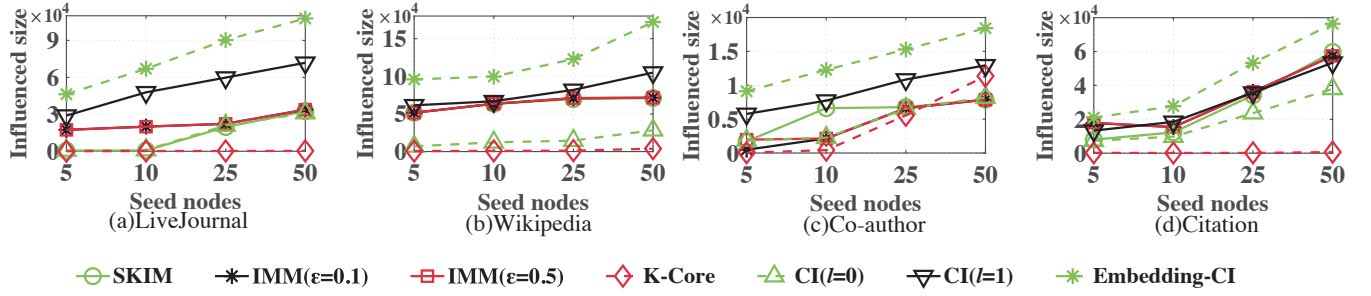 ×10⁴
Influenced size
9
6
3
0
5 10 25 50
Seed nodes
(a)LiveJournal
×10⁴
Influenced size
15
10
5
0
5 10 25 50
Seed nodes
(b)Wikipedia
×10⁴
Influenced size
1.5
1
0.5
0
5 10 25 50
Seed nodes
(c)Co-author
×10⁴
Influenced size
6
4
2
0
5 10 25 50
Seed nodes
(d)Citation
SKIM IMM(ε=0.1) IMM(ε=0.5) K-Core CI(l=0) CI(l=1) Embedding-CI